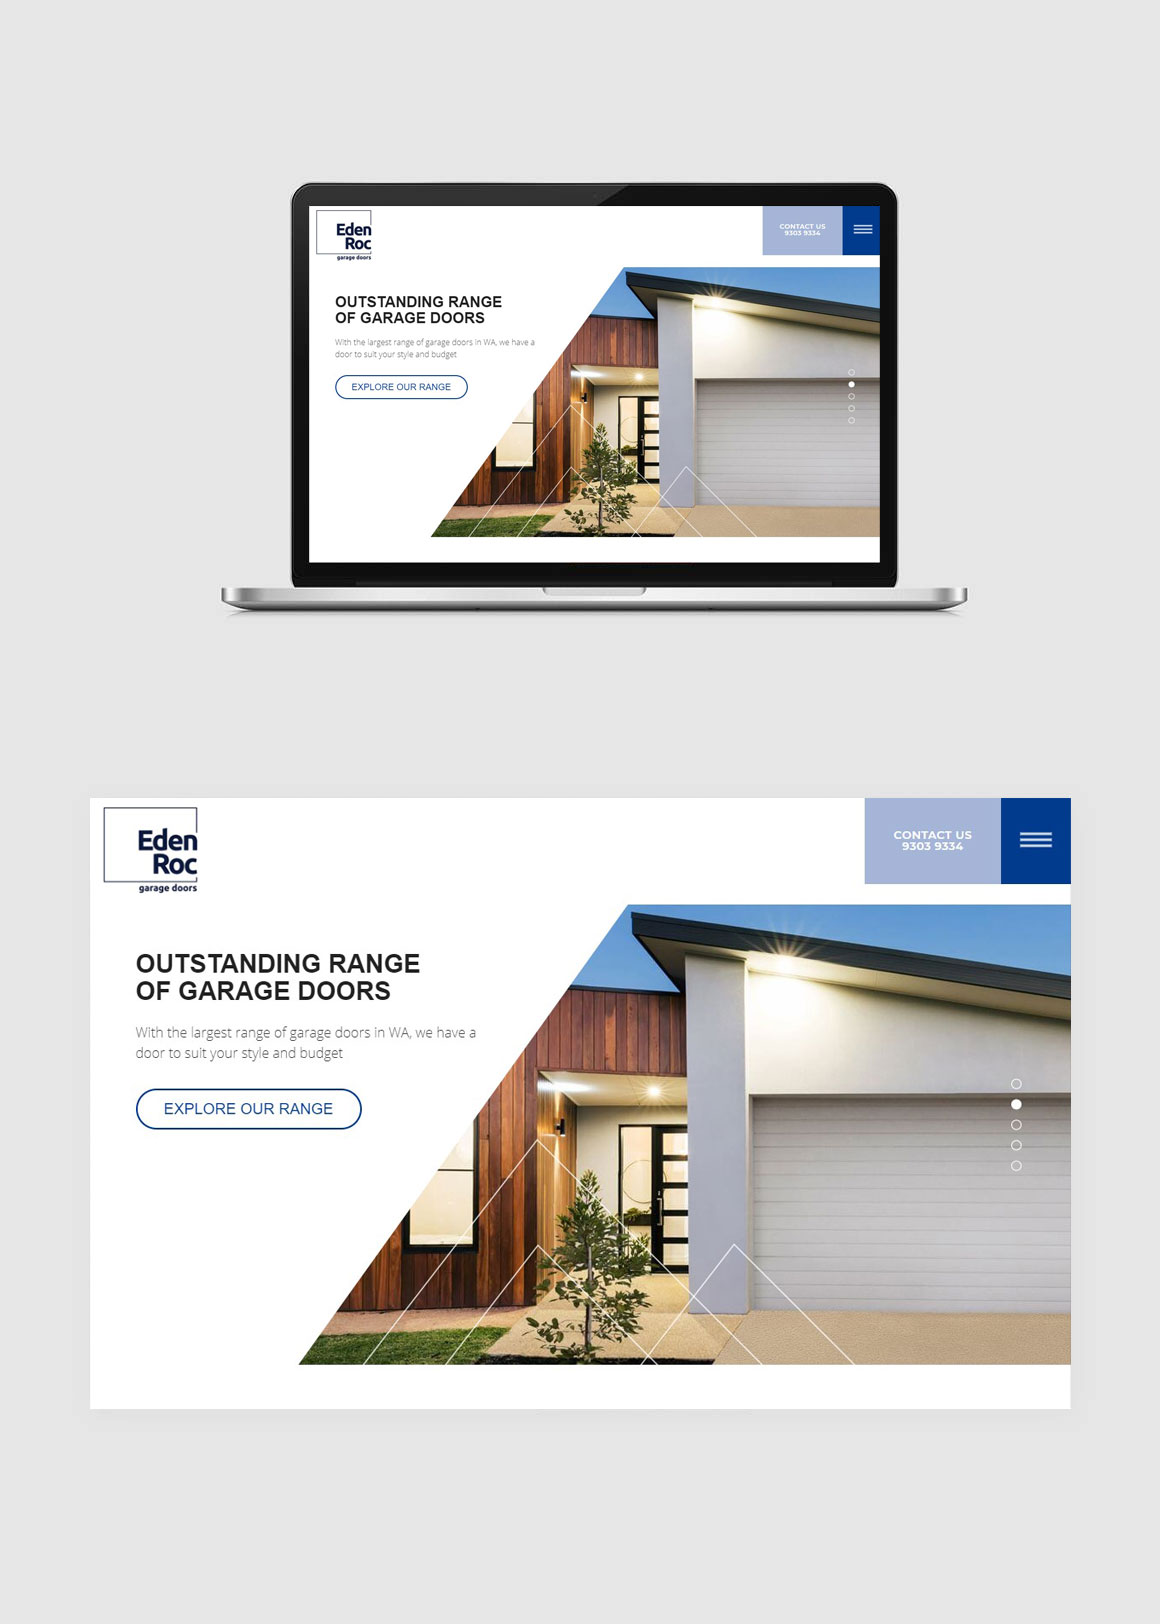 Eden
Roc
garage doors
CONTACT US
9303 9334
OUTSTANDING RANGE
OF GARAGE DOORS
With the largest range of garage doors in WA, we have a
door to suit your style and budget
EXPLORE OUR RANGE
Eden
Roc
garage doors
CONTACT US
9303 9334
OUTSTANDING RANGE
OF GARAGE DOORS
With the largest range of garage doors in WA, we have a
door to suit your style and budget
EXPLORE OUR RANGE